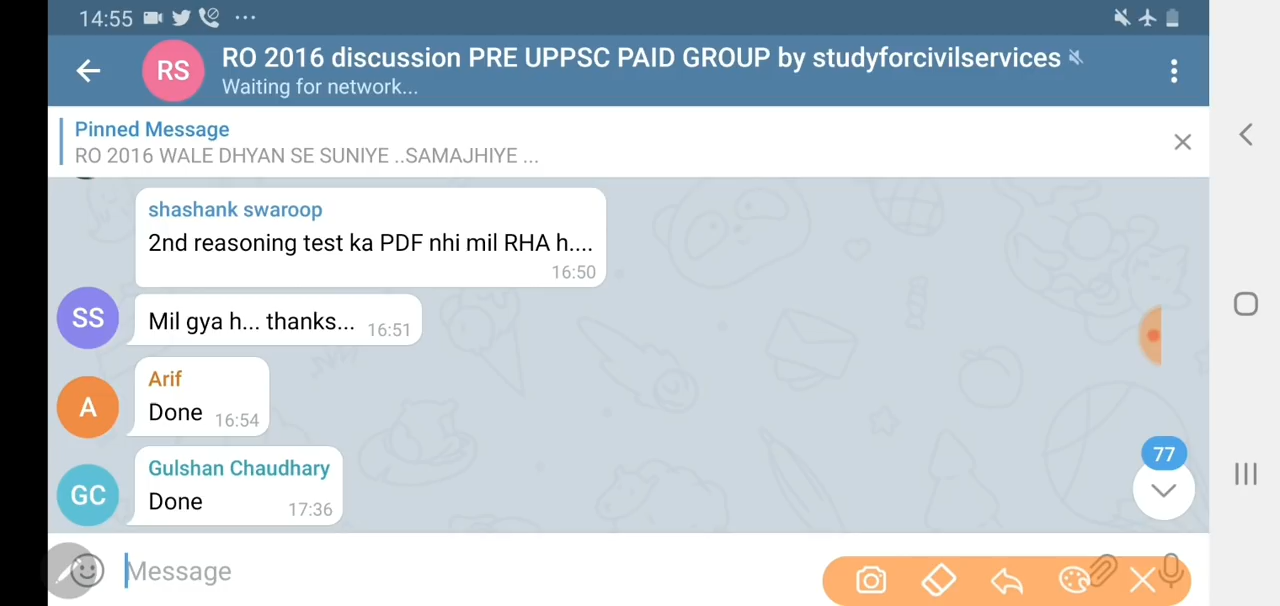 14:55
RS
RO 2016 discussion PRE UPPSC PAID GROUP by studyforcivilservices
Waiting for network...
Pinned Message
RO 2016 WALE DHYAN SE SUNIYE ..SAMAJHIYE ...
shashank swaroop
2nd reasoning test ka PDF nhi mil RHA h....
16:50
SS
Mil gya h... thanks... 16:51
Arif
A
Done 16:54
Gulshan Chaudhary
GC
Done 17:36
77
Message